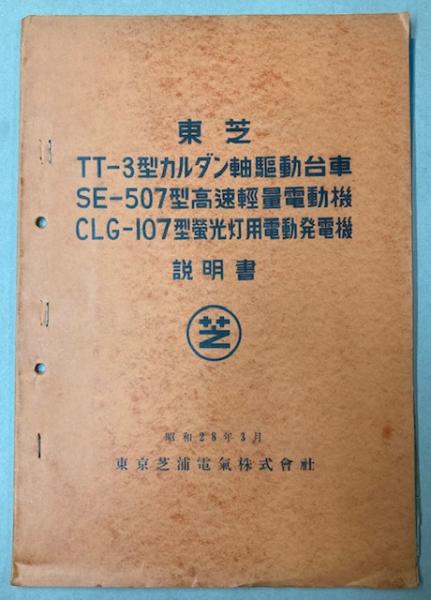 東芝
TT-3型カルダン軸駆動台車
SE-507型高速輕量電動機
CLG-107型螢光灯用電動発電機
説明書
芝
昭和28年3月
東京芝浦電氣株式會社